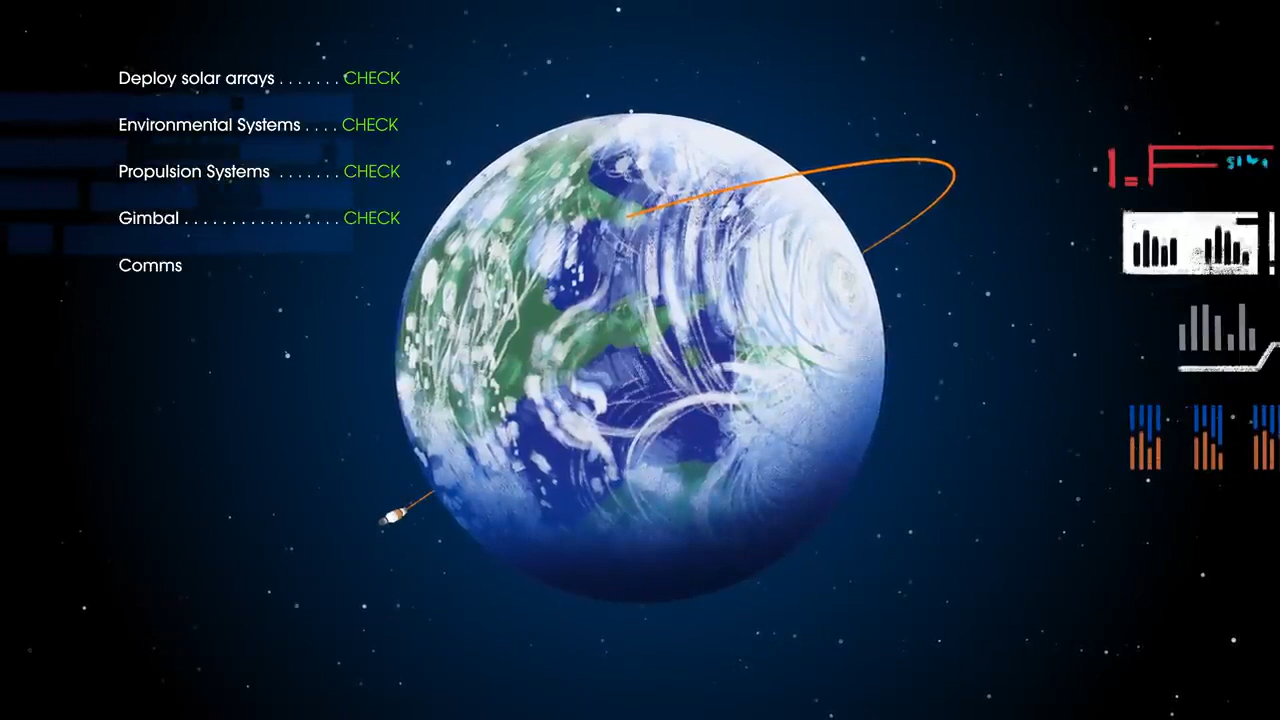 Deploy solar arrays . . . . . . . CHECK
Environmental Systems . . . . CHECK
Propulsion Systems . . . . . . . CHECK
Gimbal . . . . . . . . . . . . . . . . . CHECK
Comms